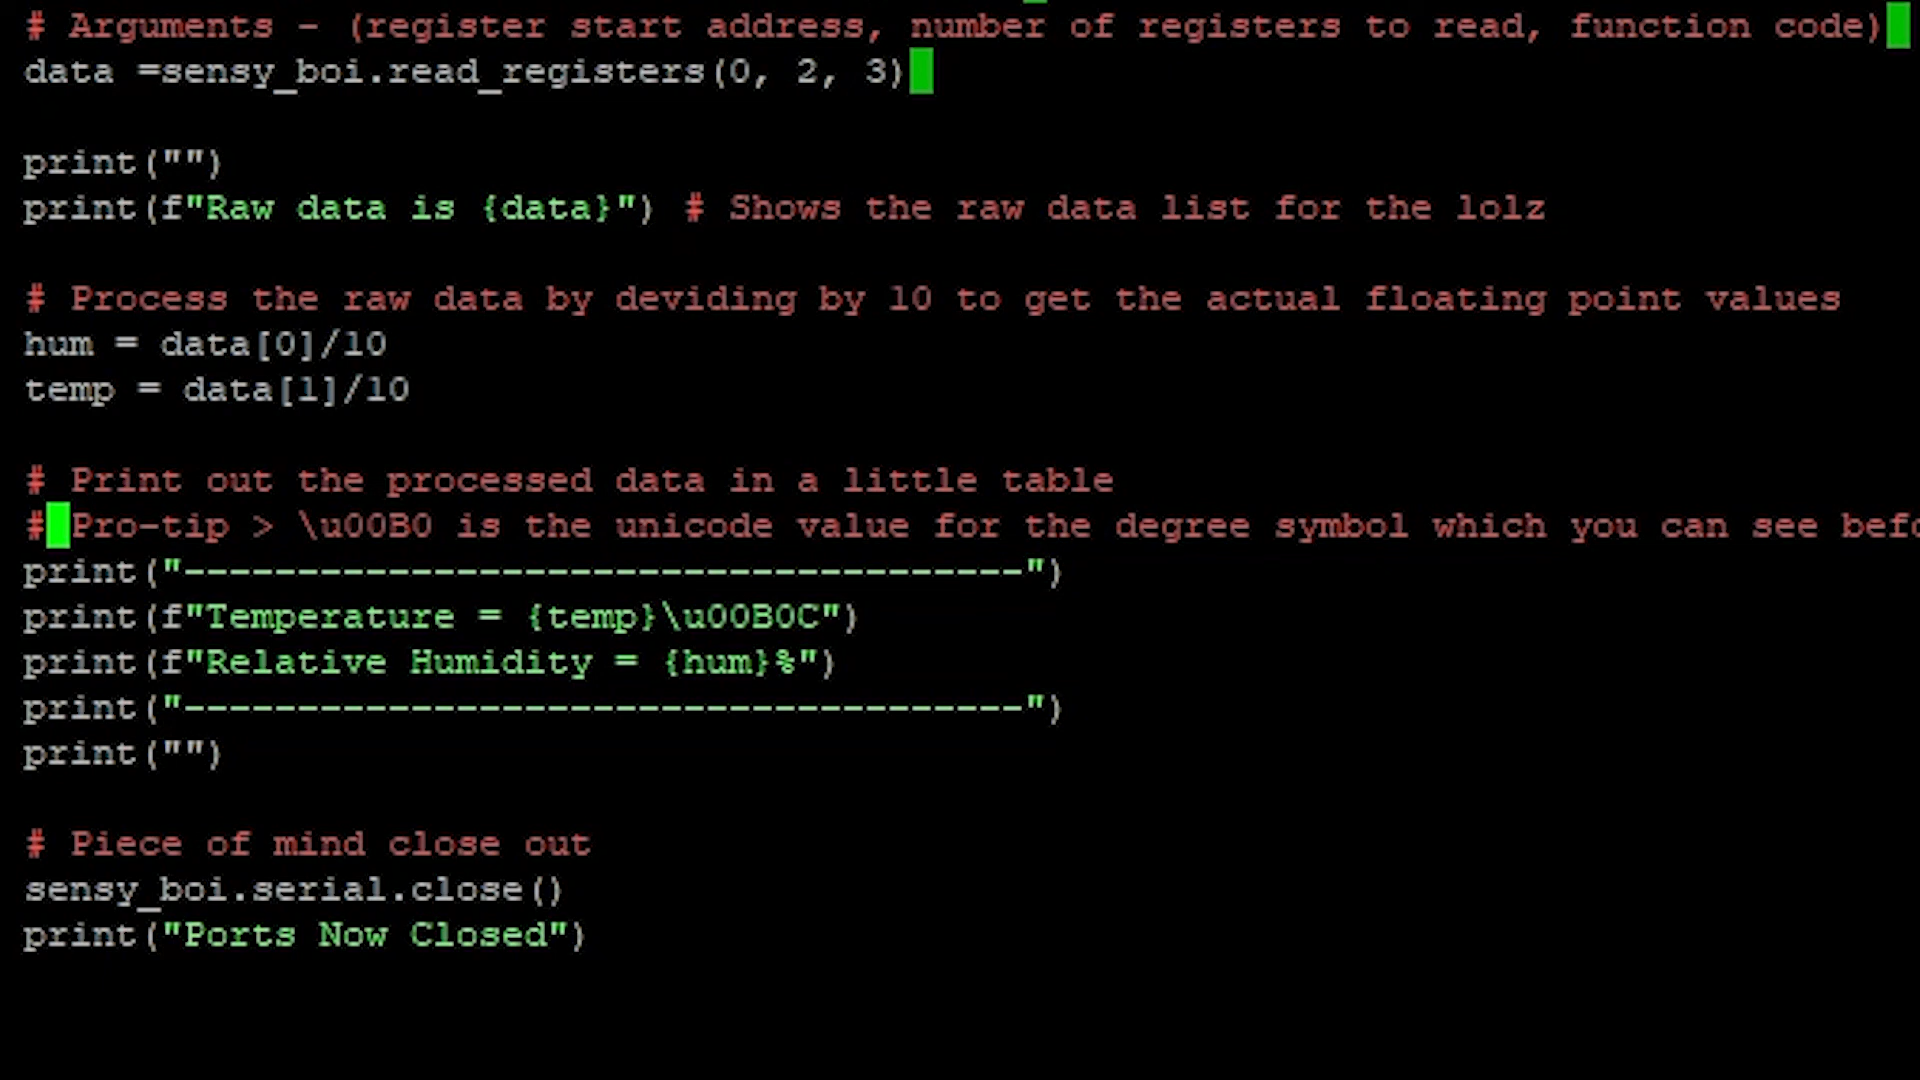 # Arguments - (register start address, number of registers to read, function code)
data =sensy_boi.read_registers(0, 2, 3)
print("")
print(f"Raw data is {data}") # Shows the raw data list for the lolz
# Process the raw data by deviding by 10 to get the actual floating point values
hum = data[0]/10
temp = data[1]/10
# Print out the processed data in a little table
# Pro-tip > \u00B0 is the unicode value for the degree symbol which you can see
print("-------------------------------------")
print(f"Temperature = {temp}\u00B0C")
print(f"Relative Humidity = {hum}%")
print("-------------------------------------")
print("")
# Piece of mind close out
sensy_boi.serial.close()
print("Ports Now Closed")